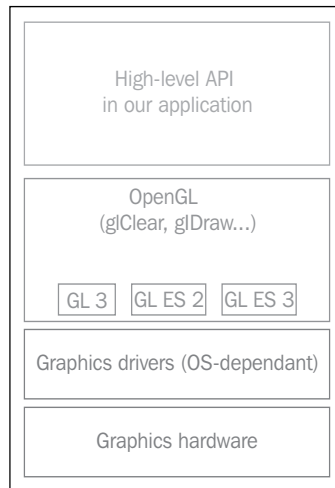 High-level API
in our application
OpenGL
(glClear, glDraw...)
GL 3 GL ES 2 GL ES 3
Graphics drivers (OS-dependant)
Graphics hardware